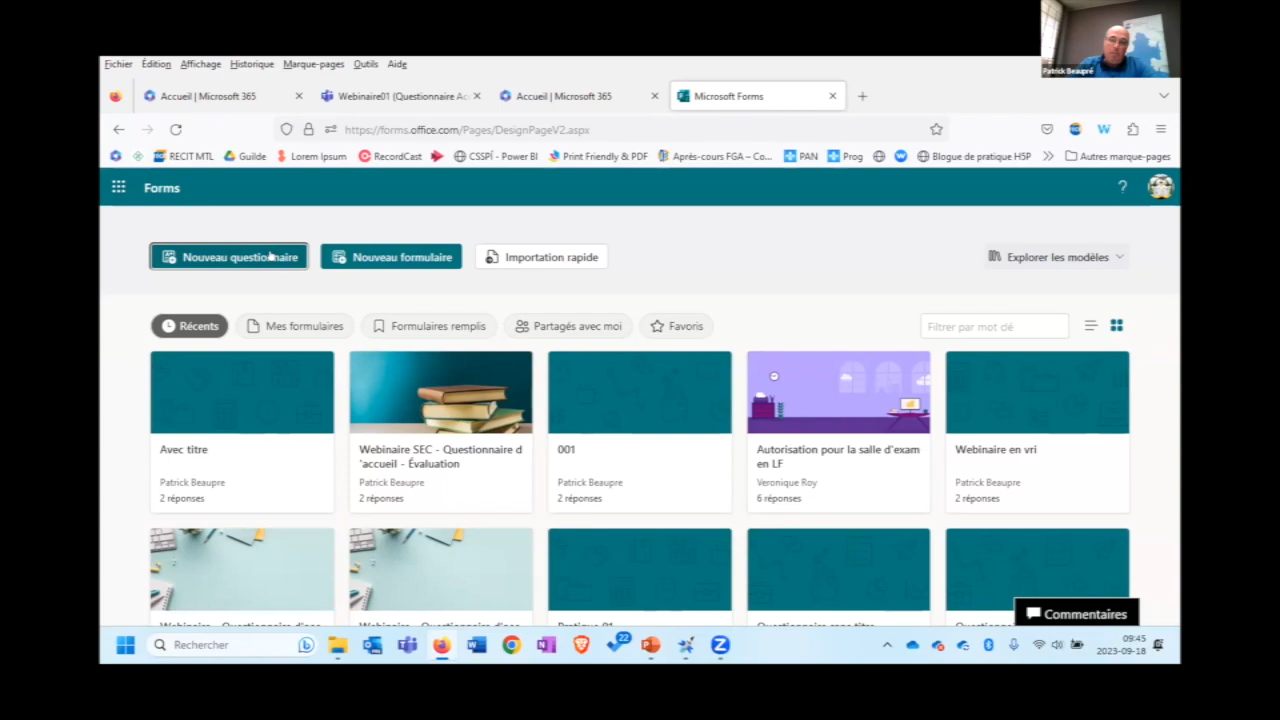 Patrick Beaupré
Fichier Édition Affichage Historique Marque-pages Outils Aide
Accueil | Microsoft 365
Webinaire01 (Questionnaire Ac
Accueil | Microsoft 365
Microsoft Forms
https://forms.office.com/Pages/DesignPageV2.aspx
RECIT MTL Guilde Lorem Ipsum RecordCast CSSPÎ - Power BI Print Friendly & PDF Après-cours FGA – Co... PAN Prog Blogue de pratique H5P Autres marque-pages
Forms
?
Nouveau questionnaire Nouveau formulaire Importation rapide Explorer les modèles
Récents Mes formulaires Formulaires remplis Partagés avec moi Favoris Filtrer par mot clé
Avec titre
Patrick Beaupre
2 réponses
Webinaire SEC - Questionnaire d
'accueil - Évaluation
Patrick Beaupre
2 réponses
001
Patrick Beaupre
2 réponses
Autorisation pour la salle d'exam
en LF
Veronique Roy
6 réponses
Webinaire en vri
Patrick Beaupre
2 réponses
Commentaires
Rechercher
22
09:45
2023-09-18